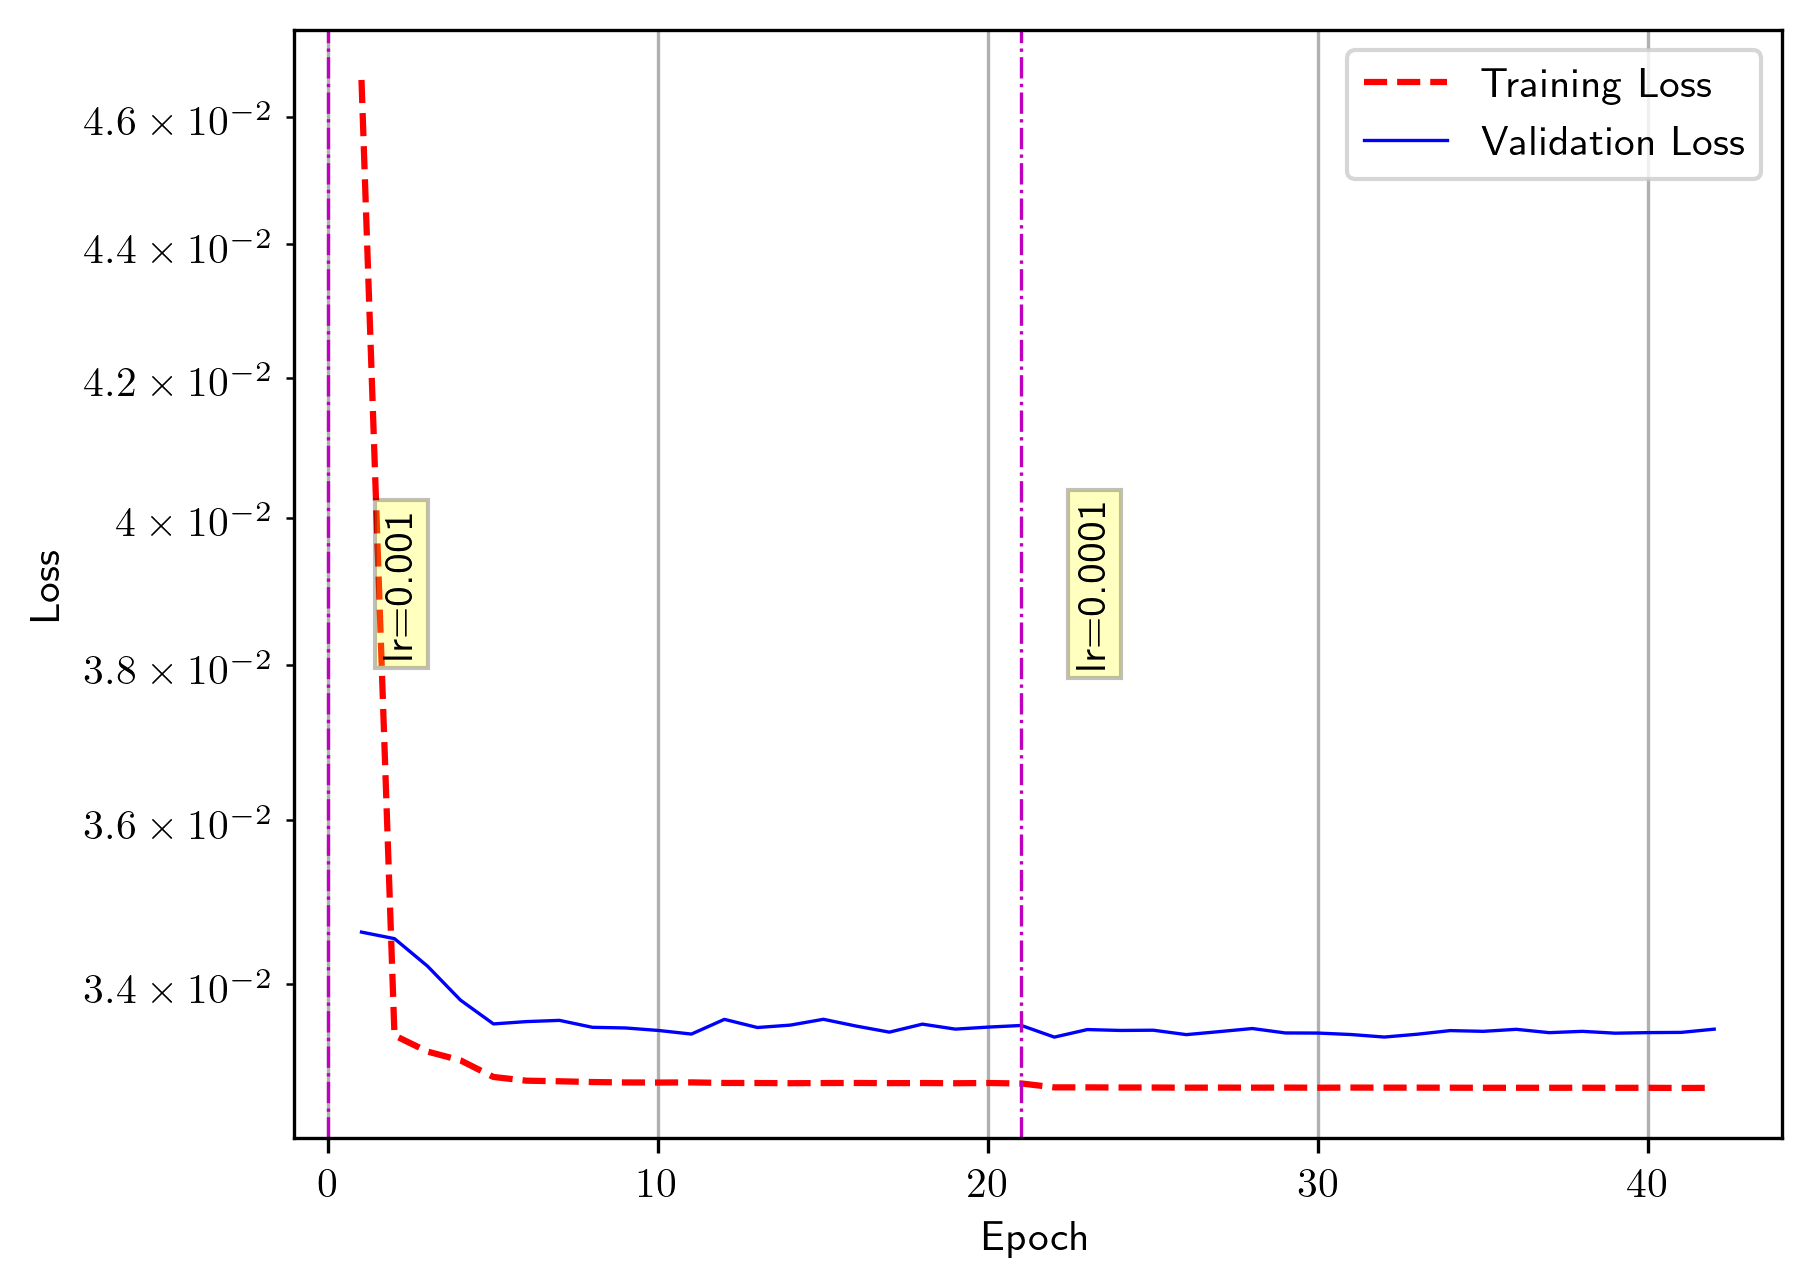 Training Loss
Validation Loss
4.6 × 10⁻²
4.4 × 10⁻²
4.2 × 10⁻²
4 × 10⁻²
3.8 × 10⁻²
3.6 × 10⁻²
3.4 × 10⁻²
Loss
lr=0.001
lr=0.0001
0 10 20 30 40
Epoch